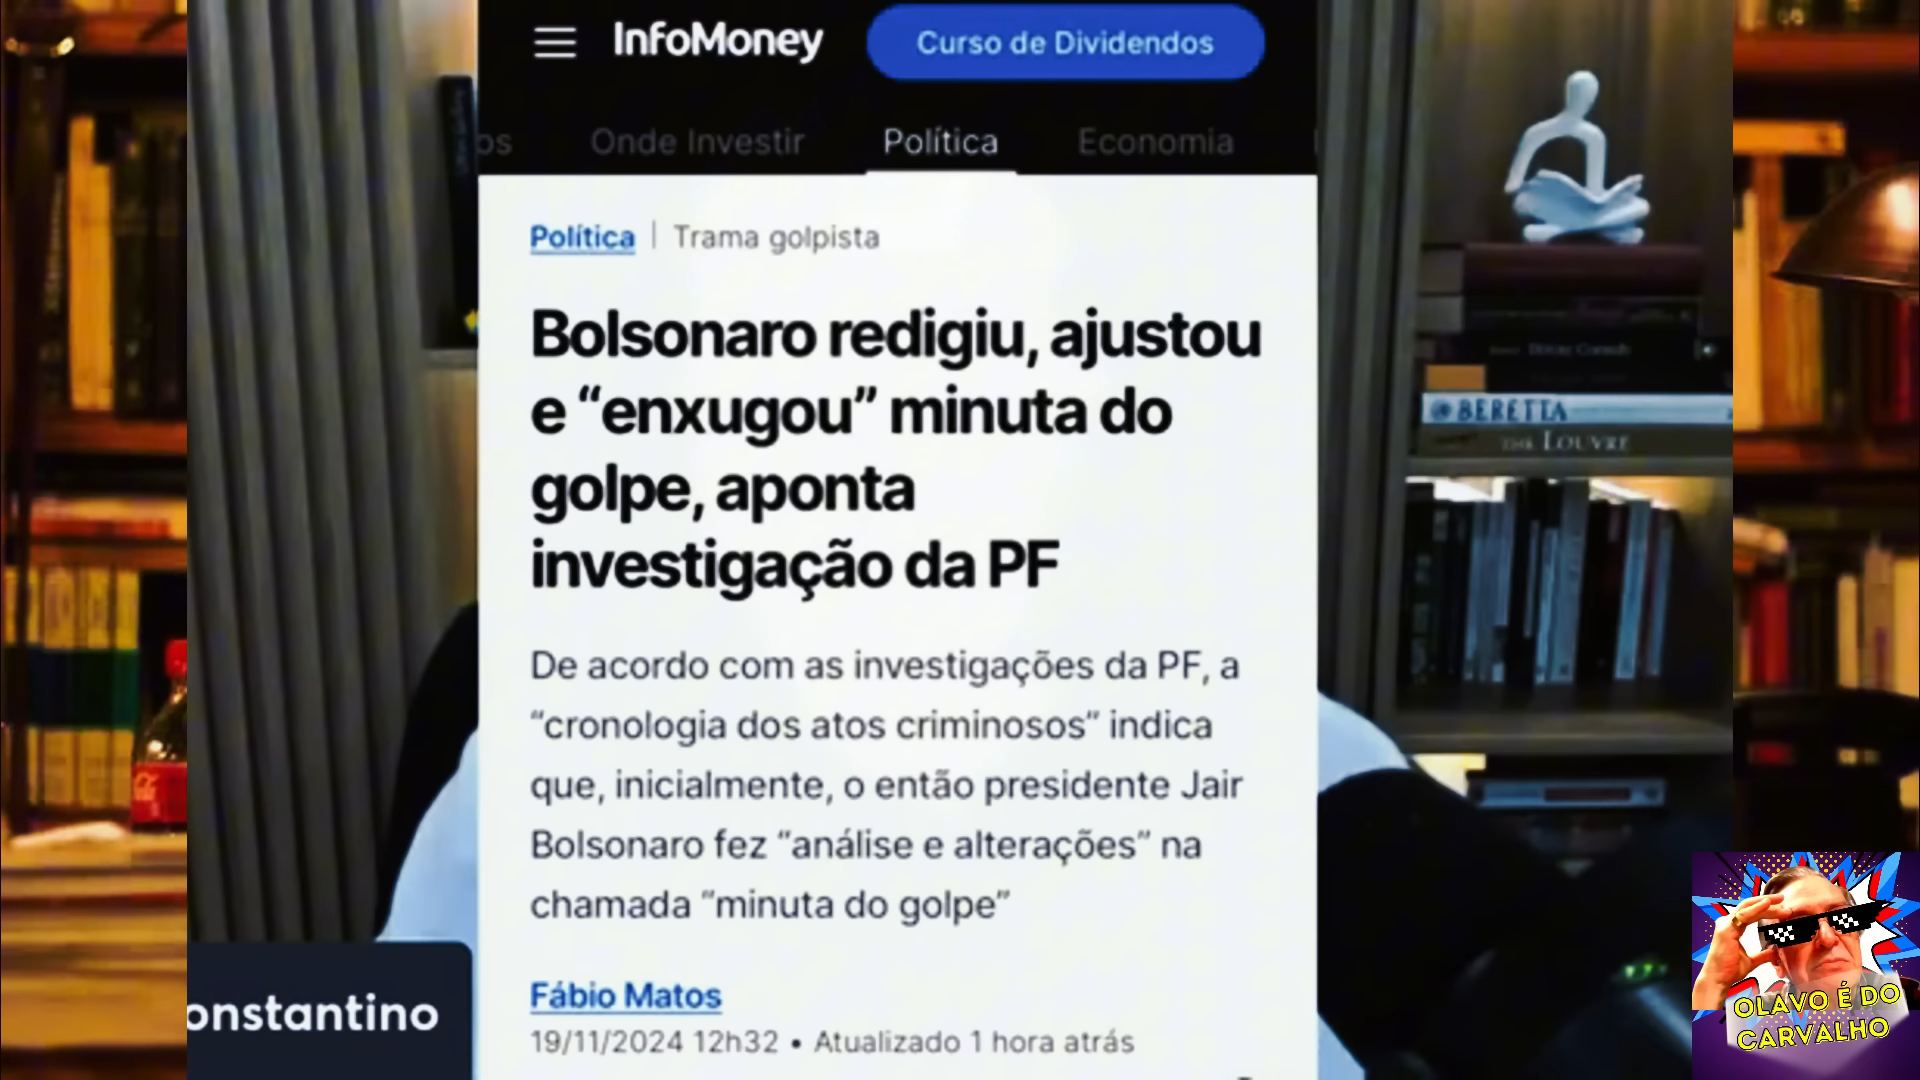 InfoMoney
Curso de Dividendos
os
Onde Investir
Política
Economia
Política | Trama golpista
Bolsonaro redigiu, ajustou
e “enxugou” minuta do
golpe, aponta
investigação da PF
De acordo com as investigações da PF, a
“cronologia dos atos criminosos” indica
que, inicialmente, o então presidente Jair
Bolsonaro fez “análise e alterações” na
chamada “minuta do golpe”
Fábio Matos
19/11/2024 12h32 • Atualizado 1 hora atrás
onstantino
BERETTA
THE LOUVRE
OLAVO É DO
CARVALHO